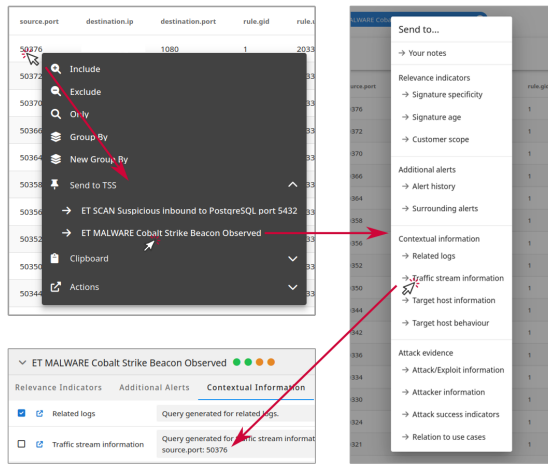 source.port destination.ip destination.port rule.gid rule.u
50376 1080 1 2033
50372
50370
50366
50364
50358
50356
50352
50350
50344
Include
Exclude
Only
Group By
New Group By
Send to TSS
ET SCAN Suspicious inbound to PostgreSQL port 5432
ET MALWARE Cobalt Strike Beacon Observed
Clipboard
Actions
ET MALWARE Cobalt Strike Beacon Observed
Relevance Indicators Additional Alerts Contextual Information
Related logs Query generated for related logs.
Traffic stream information Query generated for traffic stream informat
source.port: 50376
Send to...
→ Your notes
Relevance indicators
→ Signature specificity
→ Signature age
→ Customer scope
Additional alerts
→ Alert history
→ Surrounding alerts
Contextual information
→ Related logs
→ Traffic stream information
→ Target host information
→ Target host behaviour
Attack evidence
→ Attack/Exploit information
→ Attacker information
→ Attack success indicators
→ Relation to use cases